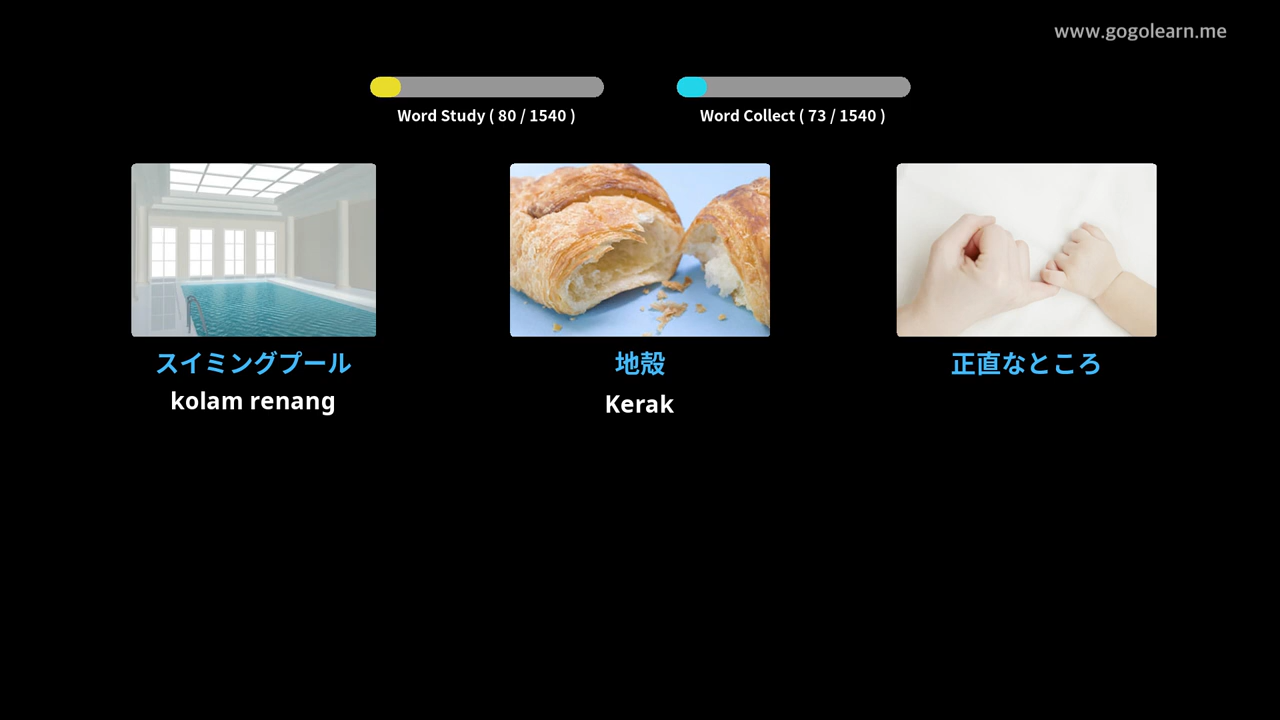 www.gogolearn.me
Word Study ( 80 / 1540 )
Word Collect ( 73 / 1540 )
スイミングプール
kolam renang
地殻
Kerak
正直なところ